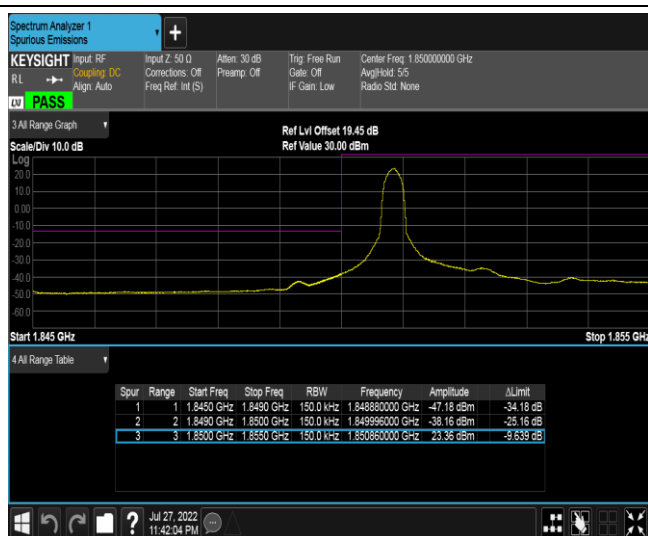 Spectrum Analyzer 1
Spurious Emissions
+
KEYSIGHT
RL
LXI
PASS
Input: RF
Coupling: DC
Align: Auto
Input Z: 50 Ω
Corrections: Off
Freq Ref: Int (S)
Atten: 30 dB
Preamp: Off
Trig: Free Run
Gate: Off
IF Gain: Low
Center Freq: 1.850000000 GHz
Avg|Hold: 5/5
Radio Std: None
3 All Range Graph
Ref Lvl Offset 19.45 dB
Scale/Div 10.0 dB
Ref Value 30.00 dBm
Log
20.0
10.0
0.00
-10.0
-20.0
-30.0
-40.0
-50.0
-60.0
Start 1.845 GHz
Stop 1.855 GHz
4 All Range Table
Spur Range Start Freq Stop Freq RBW Frequency Amplitude ΔLimit
1 1 1.8450 GHz 1.8490 GHz 150.0 kHz 1.848880000 GHz -47.18 dBm -34.18 dB
2 2 1.8490 GHz 1.8500 GHz 150.0 kHz 1.849996000 GHz -38.16 dBm -25.16 dB
3 3 1.8500 GHz 1.8550 GHz 150.0 kHz 1.850860000 GHz 23.36 dBm -9.639 dB
?
Jul 27, 2022
11:42:04 PM